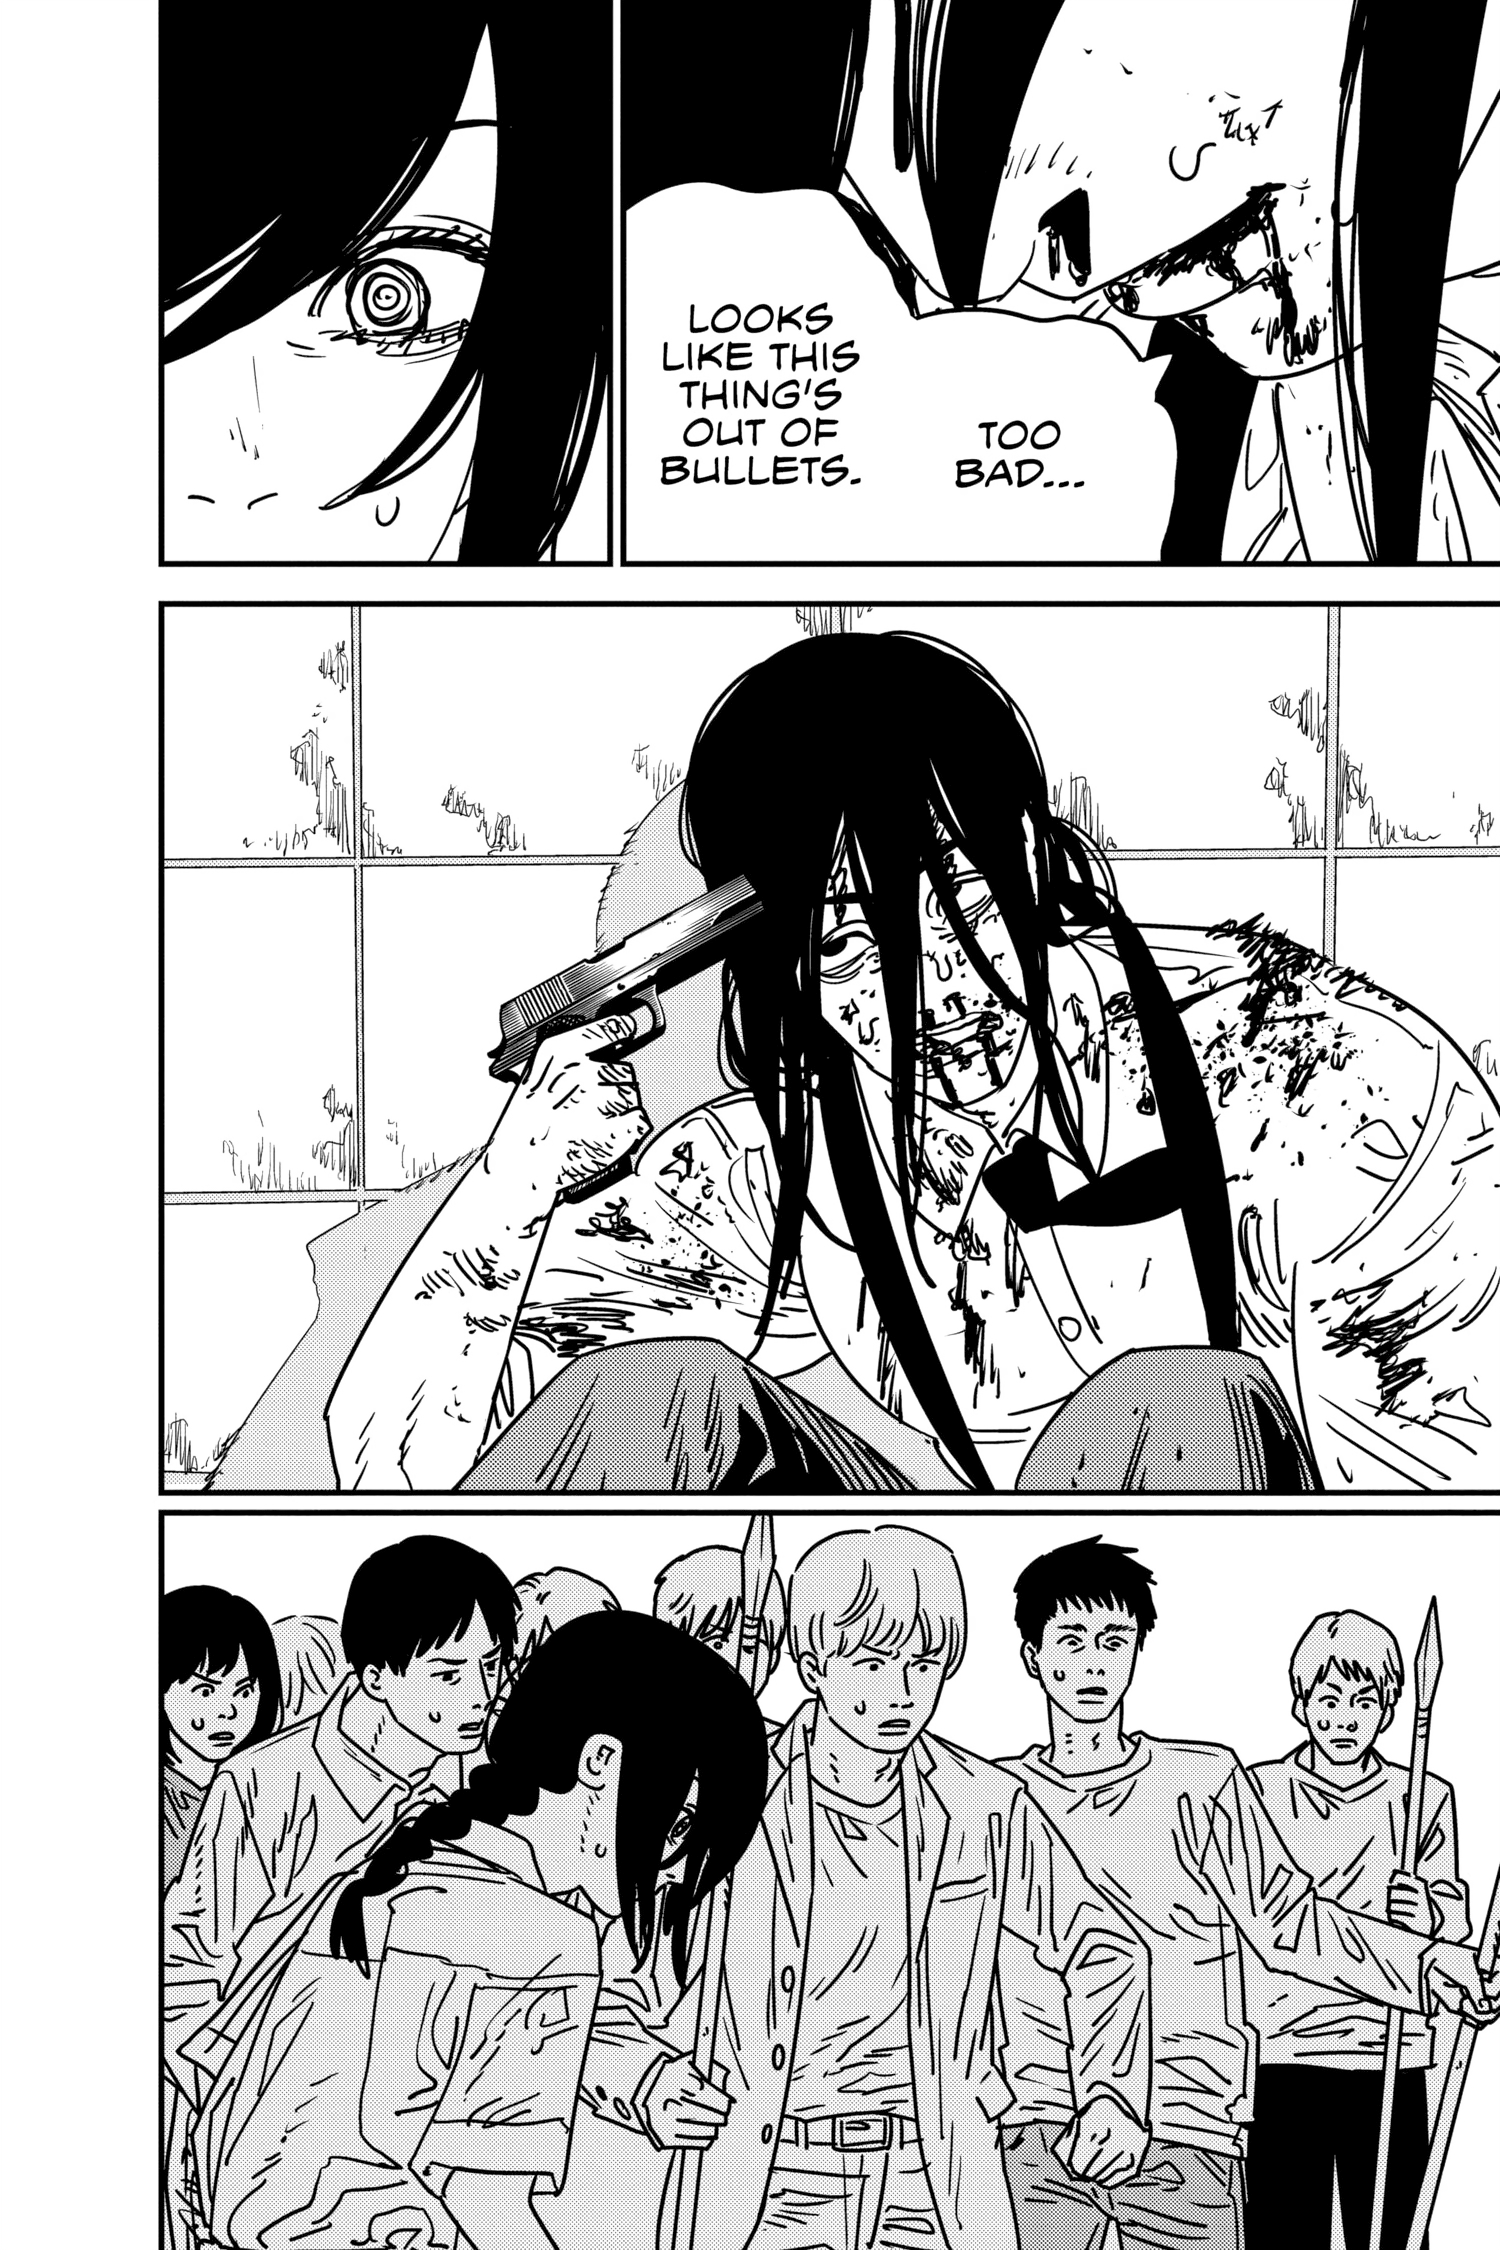 TOO
BAD...
LOOKS
LIKE THIS
THING'S
OUT OF
BULLETS.